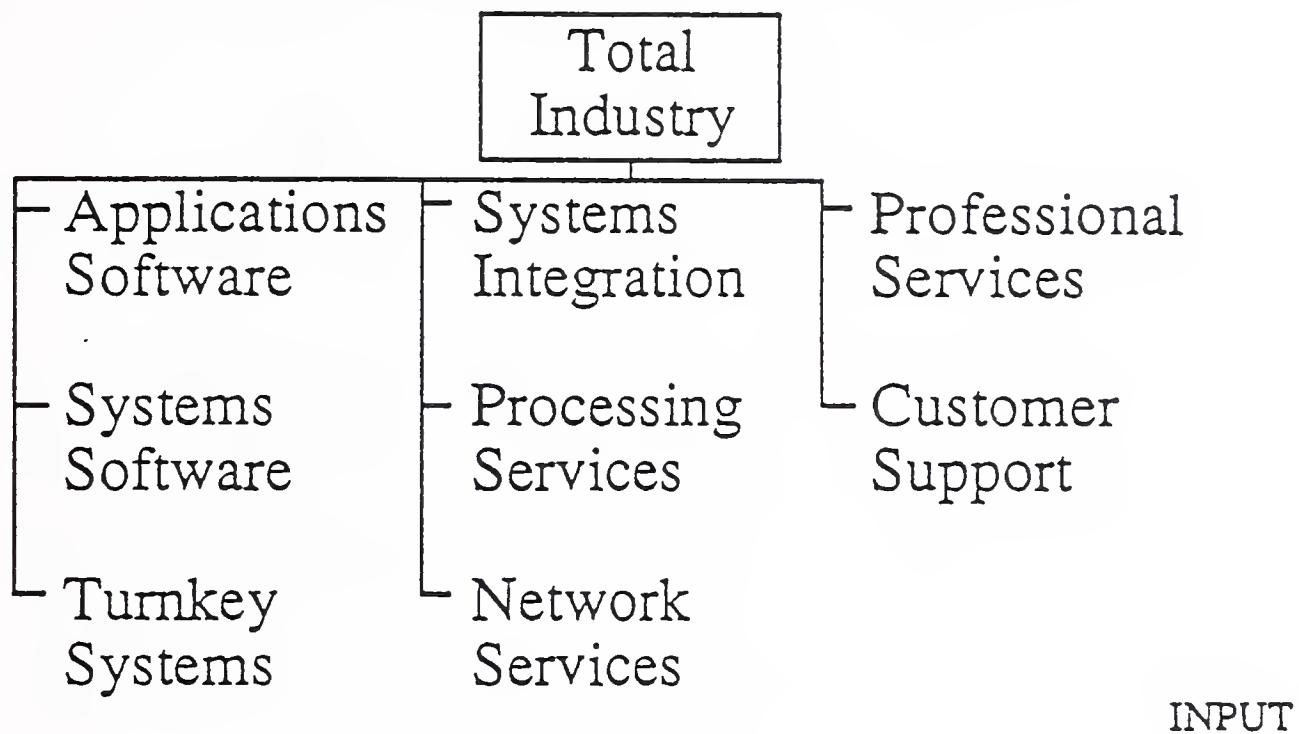 Total
Industry
Applications
Software
Systems
Software
Turnkey
Systems
Systems
Integration
Processing
Services
Network
Services
Professional
Services
Customer
Support
INPUT